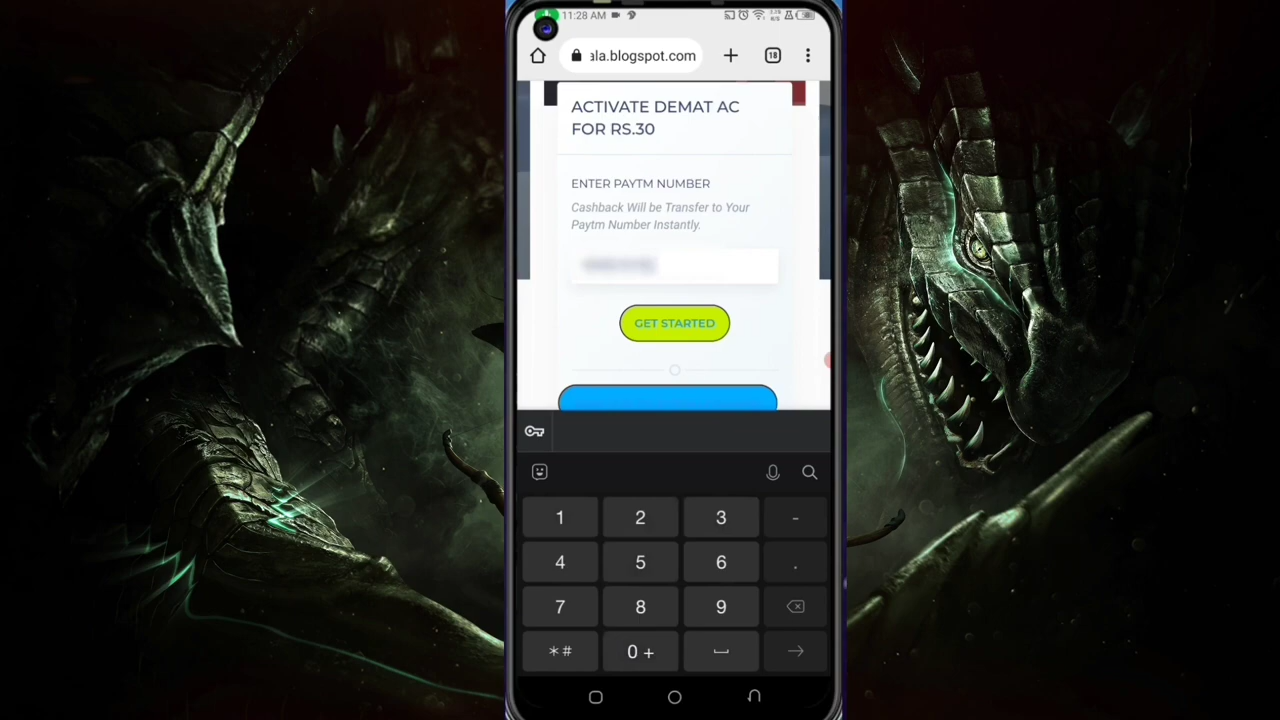 11:28 AM
ala.blogspot.com
18
ACTIVATE DEMAT AC
FOR RS.30
ENTER PAYTM NUMBER
Cashback Will be Transfer to Your
Paytm Number Instantly.
GET STARTED
1 2 3 -
4 5 6 .
7 8 9
*# 0 +